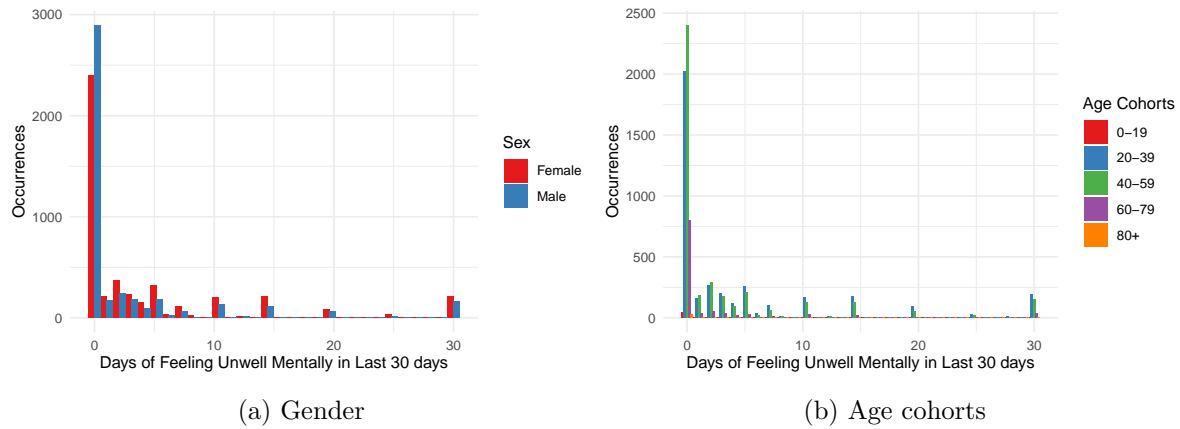 3000
2000
1000
0
Occurrences
0 10 20 30
Days of Feeling Unwell Mentally in Last 30 days
Sex
Female
Male
(a) Gender
2500
2000
1500
1000
500
0
Occurrences
0 10 20 30
Days of Feeling Unwell Mentally in Last 30 days
Age Cohorts
0−19
20−39
40−59
60−79
80+
(b) Age cohorts